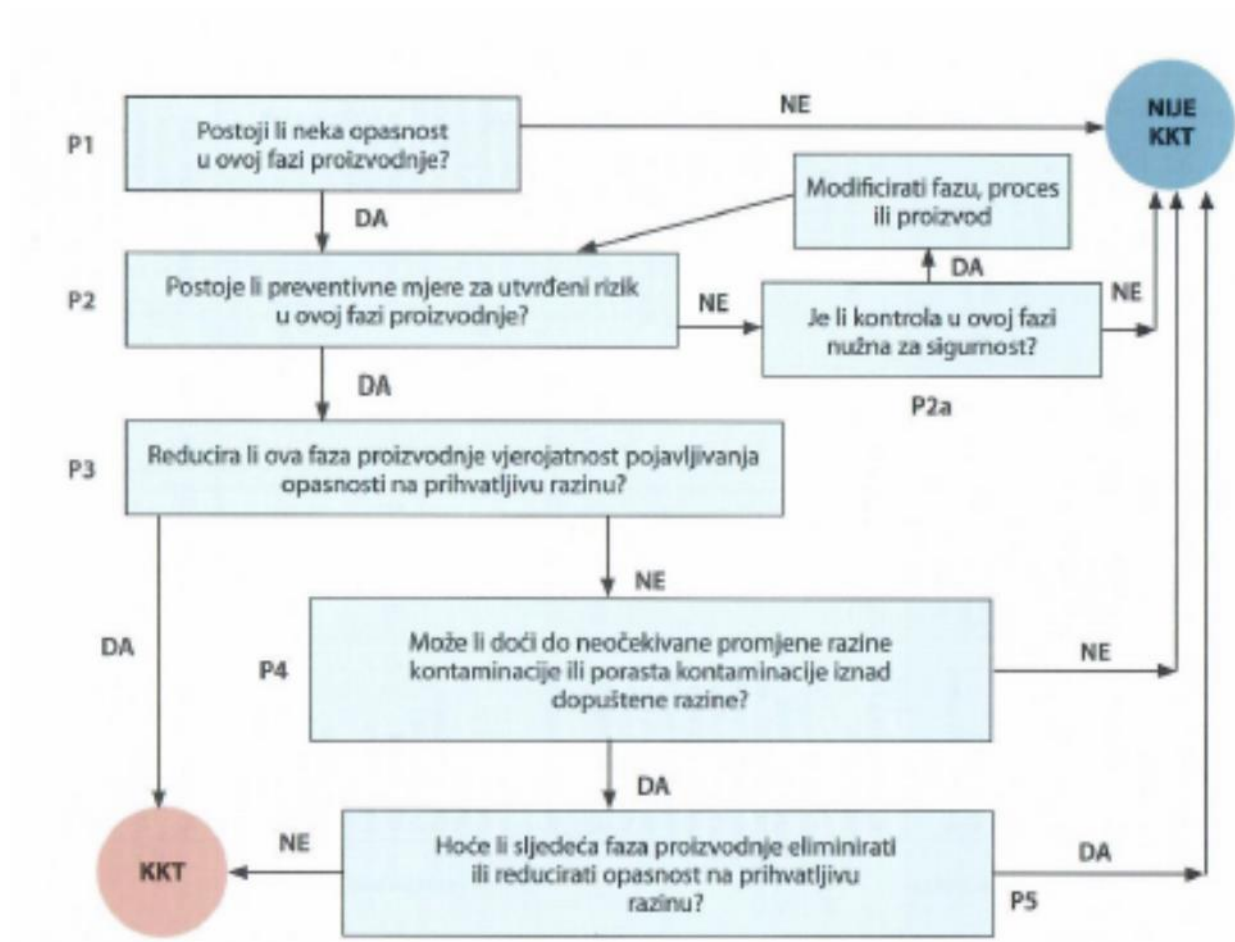 NE
NIJE
KKT
P1
Postoji li neka opasnost
u ovoj fazi proizvodnje?
Modificirati fazu, proces
ili proizvod
DA
P2
Postoje li preventivne mjere za utvrđeni rizik
u ovoj fazi proizvodnje?
NE
DA
NE
Je li kontrola u ovoj fazi
nužna za sigurnost?
P2a
DA
P3
Reducira li ova faza proizvodnje vjerojatnost pojavljivanja
opasnosti na prihvatljivu razinu?
NE
DA
P4
Može li doći do neočekivane promjene razine
kontaminacije ili porasta kontaminacije iznad
dopuštene razine?
NE
DA
KKT
NE
Hoće li sljedeća faza proizvodnje eliminirati
ili reducirati opasnost na prihvatljivu
razinu?
DA
P5